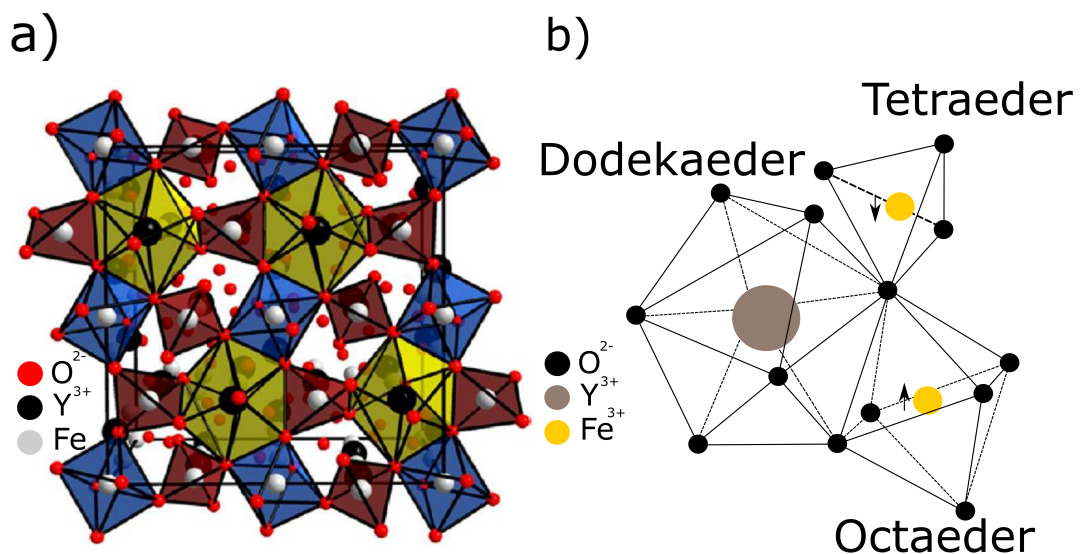 a)
O²⁻
Y³⁺
Fe
b)
Tetraeder
Dodekaeder
O²⁻
Y³⁺
Fe³⁺
Octaeder